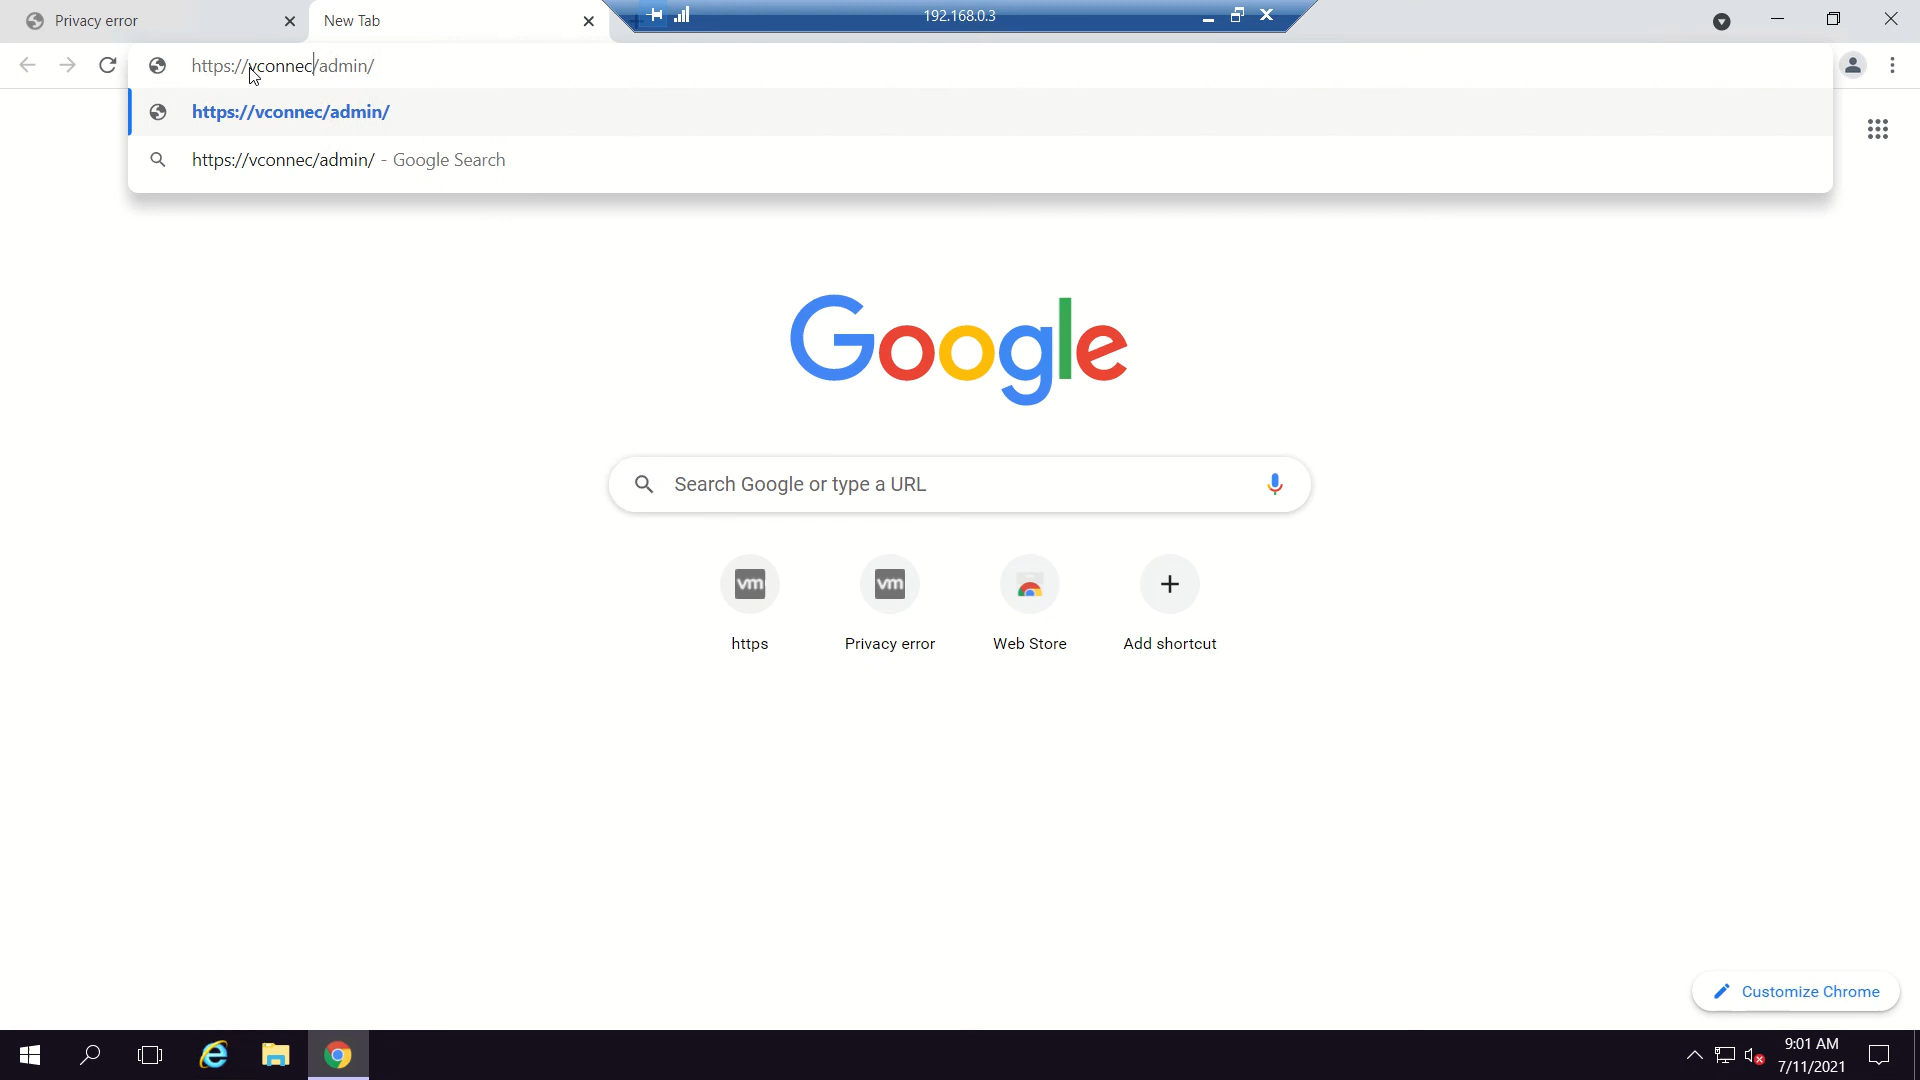 Privacy error
New Tab
192.168.0.3
https://vconnec/admin/
https://vconnec/admin/
https://vconnec/admin/ - Google Search
Google
Search Google or type a URL
vm
vm
https
Privacy error
Web Store
Add shortcut
Customize Chrome
9:01 AM
7/11/2021